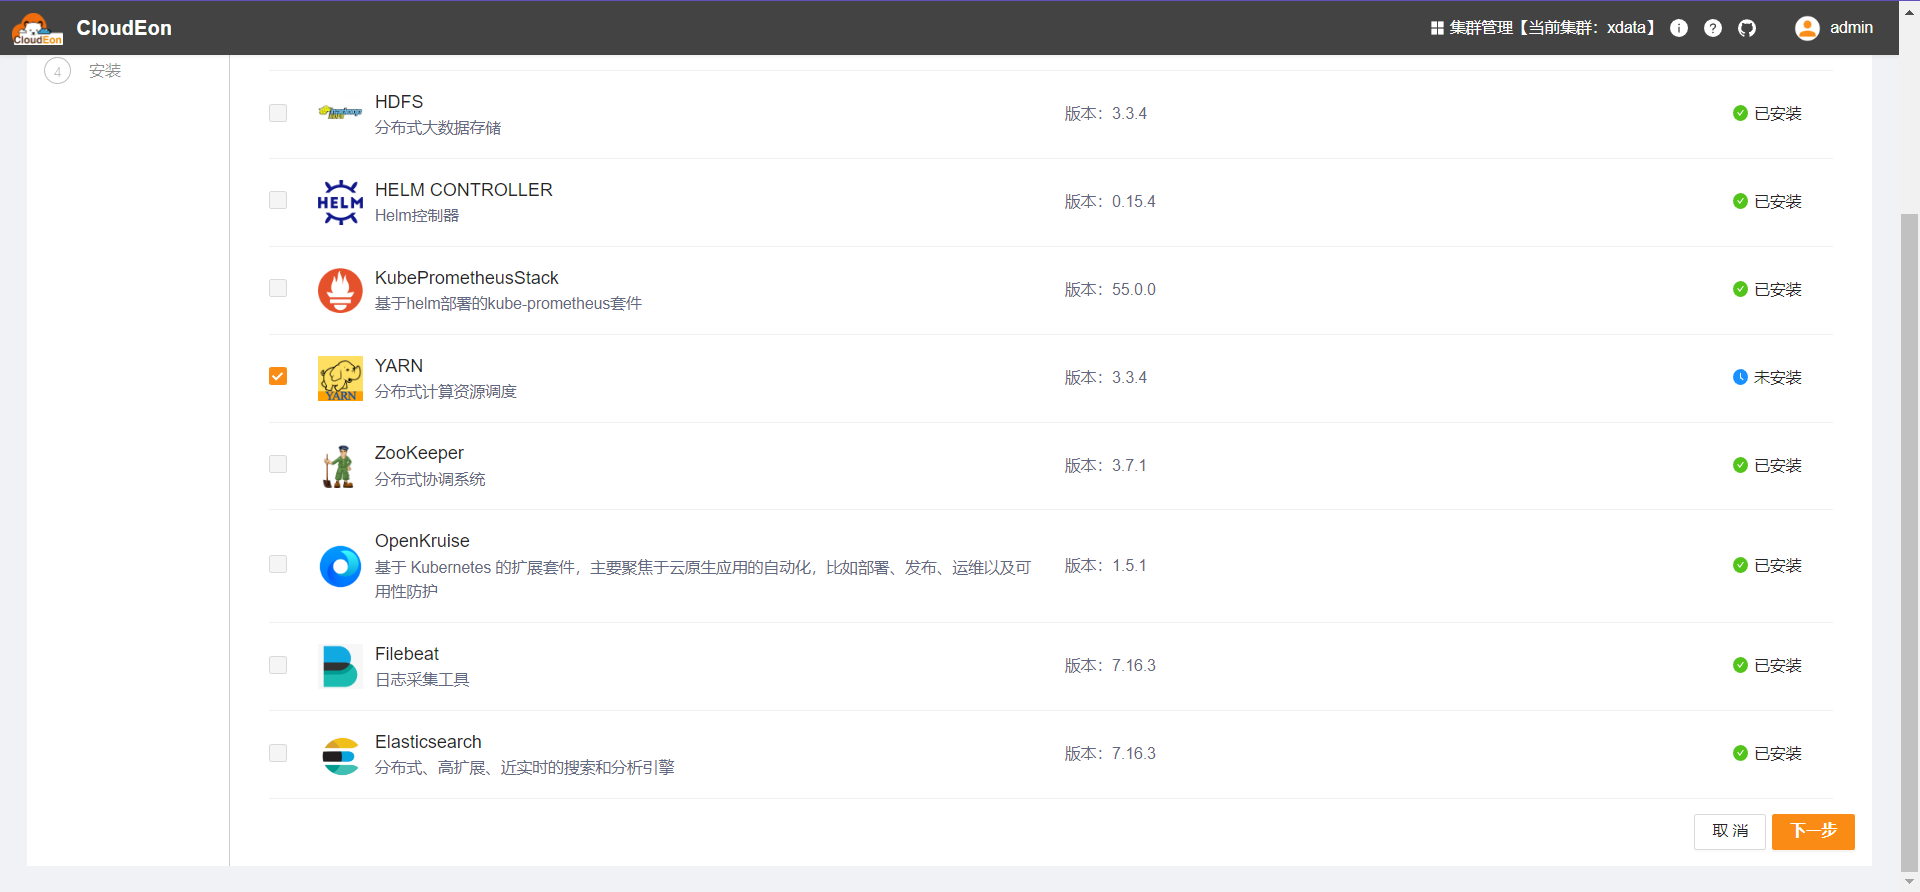 CloudEon
CloudEon
集群管理【当前集群：xdata】
admin
4 安装
HDFS
分布式大数据存储
版本：3.3.4
已安装
HELM
HELM CONTROLLER
Helm控制器
版本：0.15.4
已安装
KubePrometheusStack
基于helm部署的kube-prometheus套件
版本：55.0.0
已安装
YARN
YARN
分布式计算资源调度
版本：3.3.4
未安装
ZooKeeper
分布式协调系统
版本：3.7.1
已安装
OpenKruise
基于 Kubernetes 的扩展套件，主要聚焦于云原生应用的自动化，比如部署、发布、运维以及可
用性防护
版本：1.5.1
已安装
Filebeat
日志采集工具
版本：7.16.3
已安装
Elasticsearch
分布式、高扩展、近实时的搜索和分析引擎
版本：7.16.3
已安装
取 消
下一步